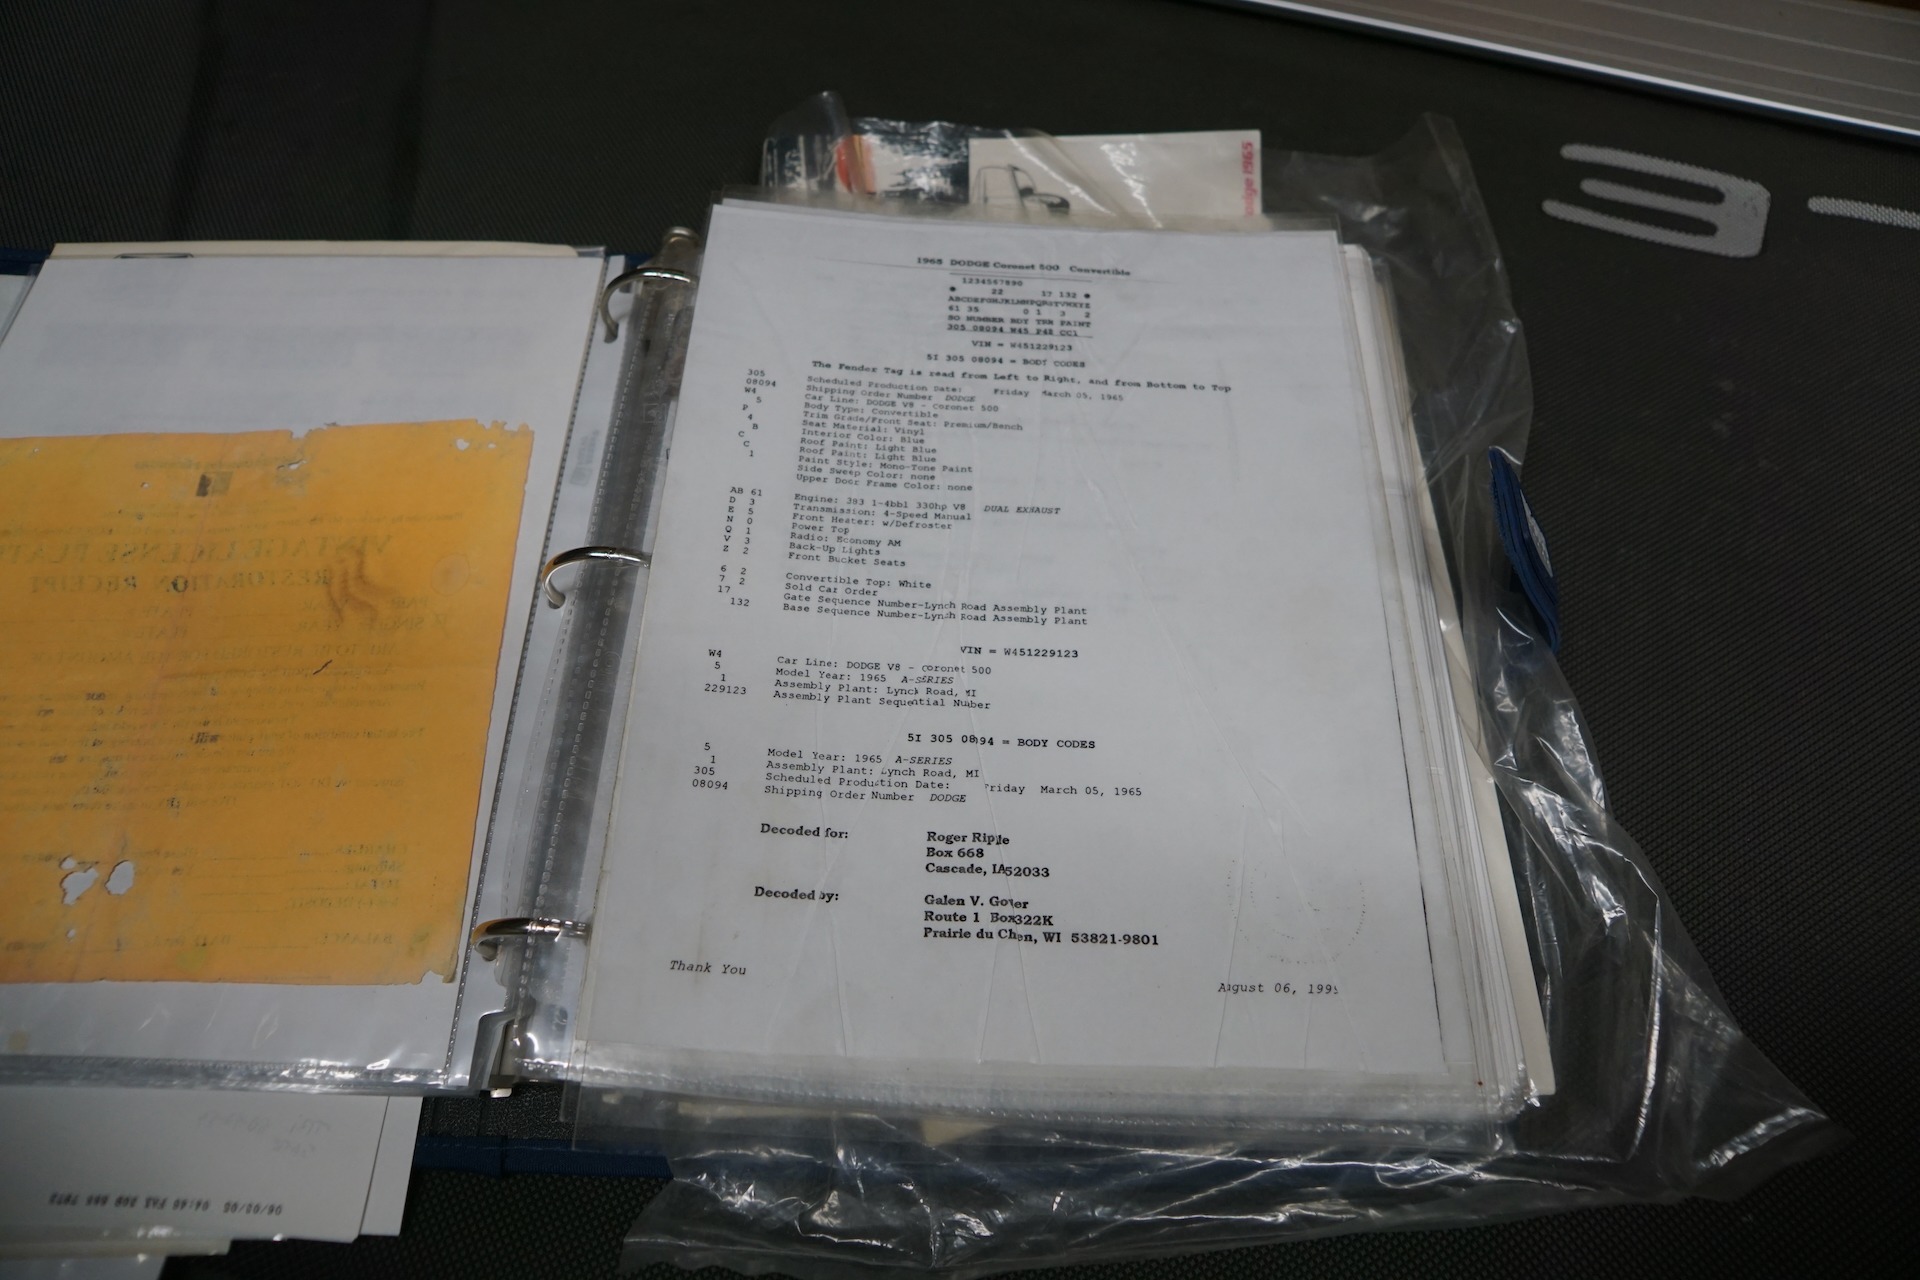 1965 DODGE Coronet 500 Convertible
1234567890
22 17 132
ABCDEFGHJKLMNPQRSTVWXYZ
61 35 0 1 3 2
SO NUMBER BDY TRM PAINT
305 08094 W45 P4B CC1
VIN = W451229123
5I 305 08094 = BODY CODES
The Fender Tag is read from Left to Right, and from Bottom to Top
305 Scheduled Production Date: Friday March 05, 1965
08094 Shipping Order Number DODGE
W4 Car Line: DODGE V8 - Coronet 500
5 Body Type: Convertible
P Trim Grade/Front Seat: Premium/Bench
4 Seat Material: Vinyl
B Interior Color: Blue
C Roof Paint: Light Blue
C Roof Paint: Light Blue
1 Paint Style: Mono-Tone Paint
Side Sweep Color: none
Upper Door Frame Color: none
AB 61 Engine: 383 1-4bbl 330hp V8 DUAL EXHAUST
D 3 Transmission: 4-Speed Manual
E 5 Front Heater: w/Defroster
N 0 Power Top
Q 1 Radio: Economy AM
V 3 Back-Up Lights
Z 2 Front Bucket Seats
6 2 Convertible Top: White
7 2 Sold Car Order
17 Gate Sequence Number-Lynch Road Assembly Plant
132 Base Sequence Number-Lynch Road Assembly Plant
VIN = W451229123
W4 Car Line: DODGE V8 - Coronet 500
5 Model Year: 1965 A-SERIES
1 Assembly Plant: Lynch Road, MI
229123 Assembly Plant Sequential Number
5I 305 08094 = BODY CODES
5 Model Year: 1965 A-SERIES
1 Assembly Plant: Lynch Road, MI
305 Scheduled Production Date: Friday March 05, 1965
08094 Shipping Order Number DODGE
Decoded for: Roger Ripple
Box 668
Cascade, IA 52033
Decoded by: Galen V. Gover
Route 1 Box 322K
Prairie du Chien, WI 53821-9801
Thank You
August 06, 1995
VINTAGE LICENSE PLATE
RESTORATION RECEIPT